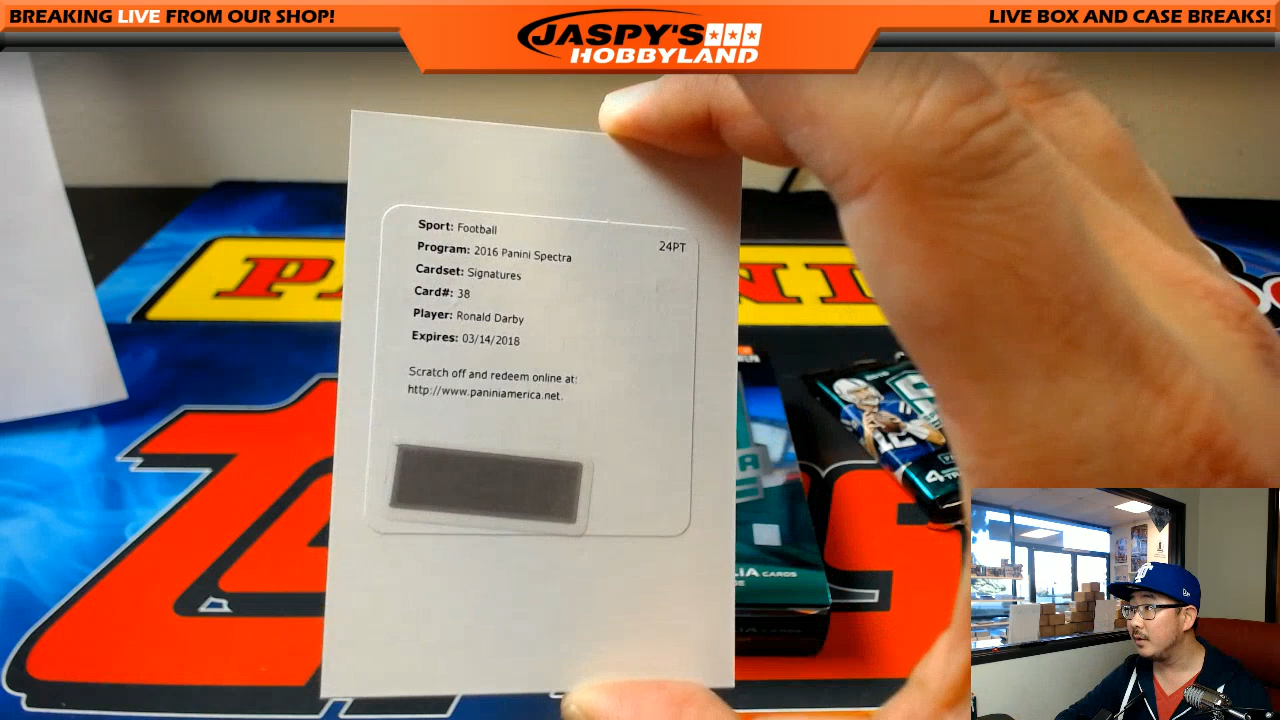 BREAKING LIVE FROM OUR SHOP!
JASPY'S
HOBBYLAND
LIVE BOX AND CASE BREAKS!
Sport: Football
24PT
Program: 2016 Panini Spectra
Cardset: Signatures
Card#: 38
Player: Ronald Darby
Expires: 03/14/2018
Scratch off and redeem online at:
http://www.paniniamerica.net.